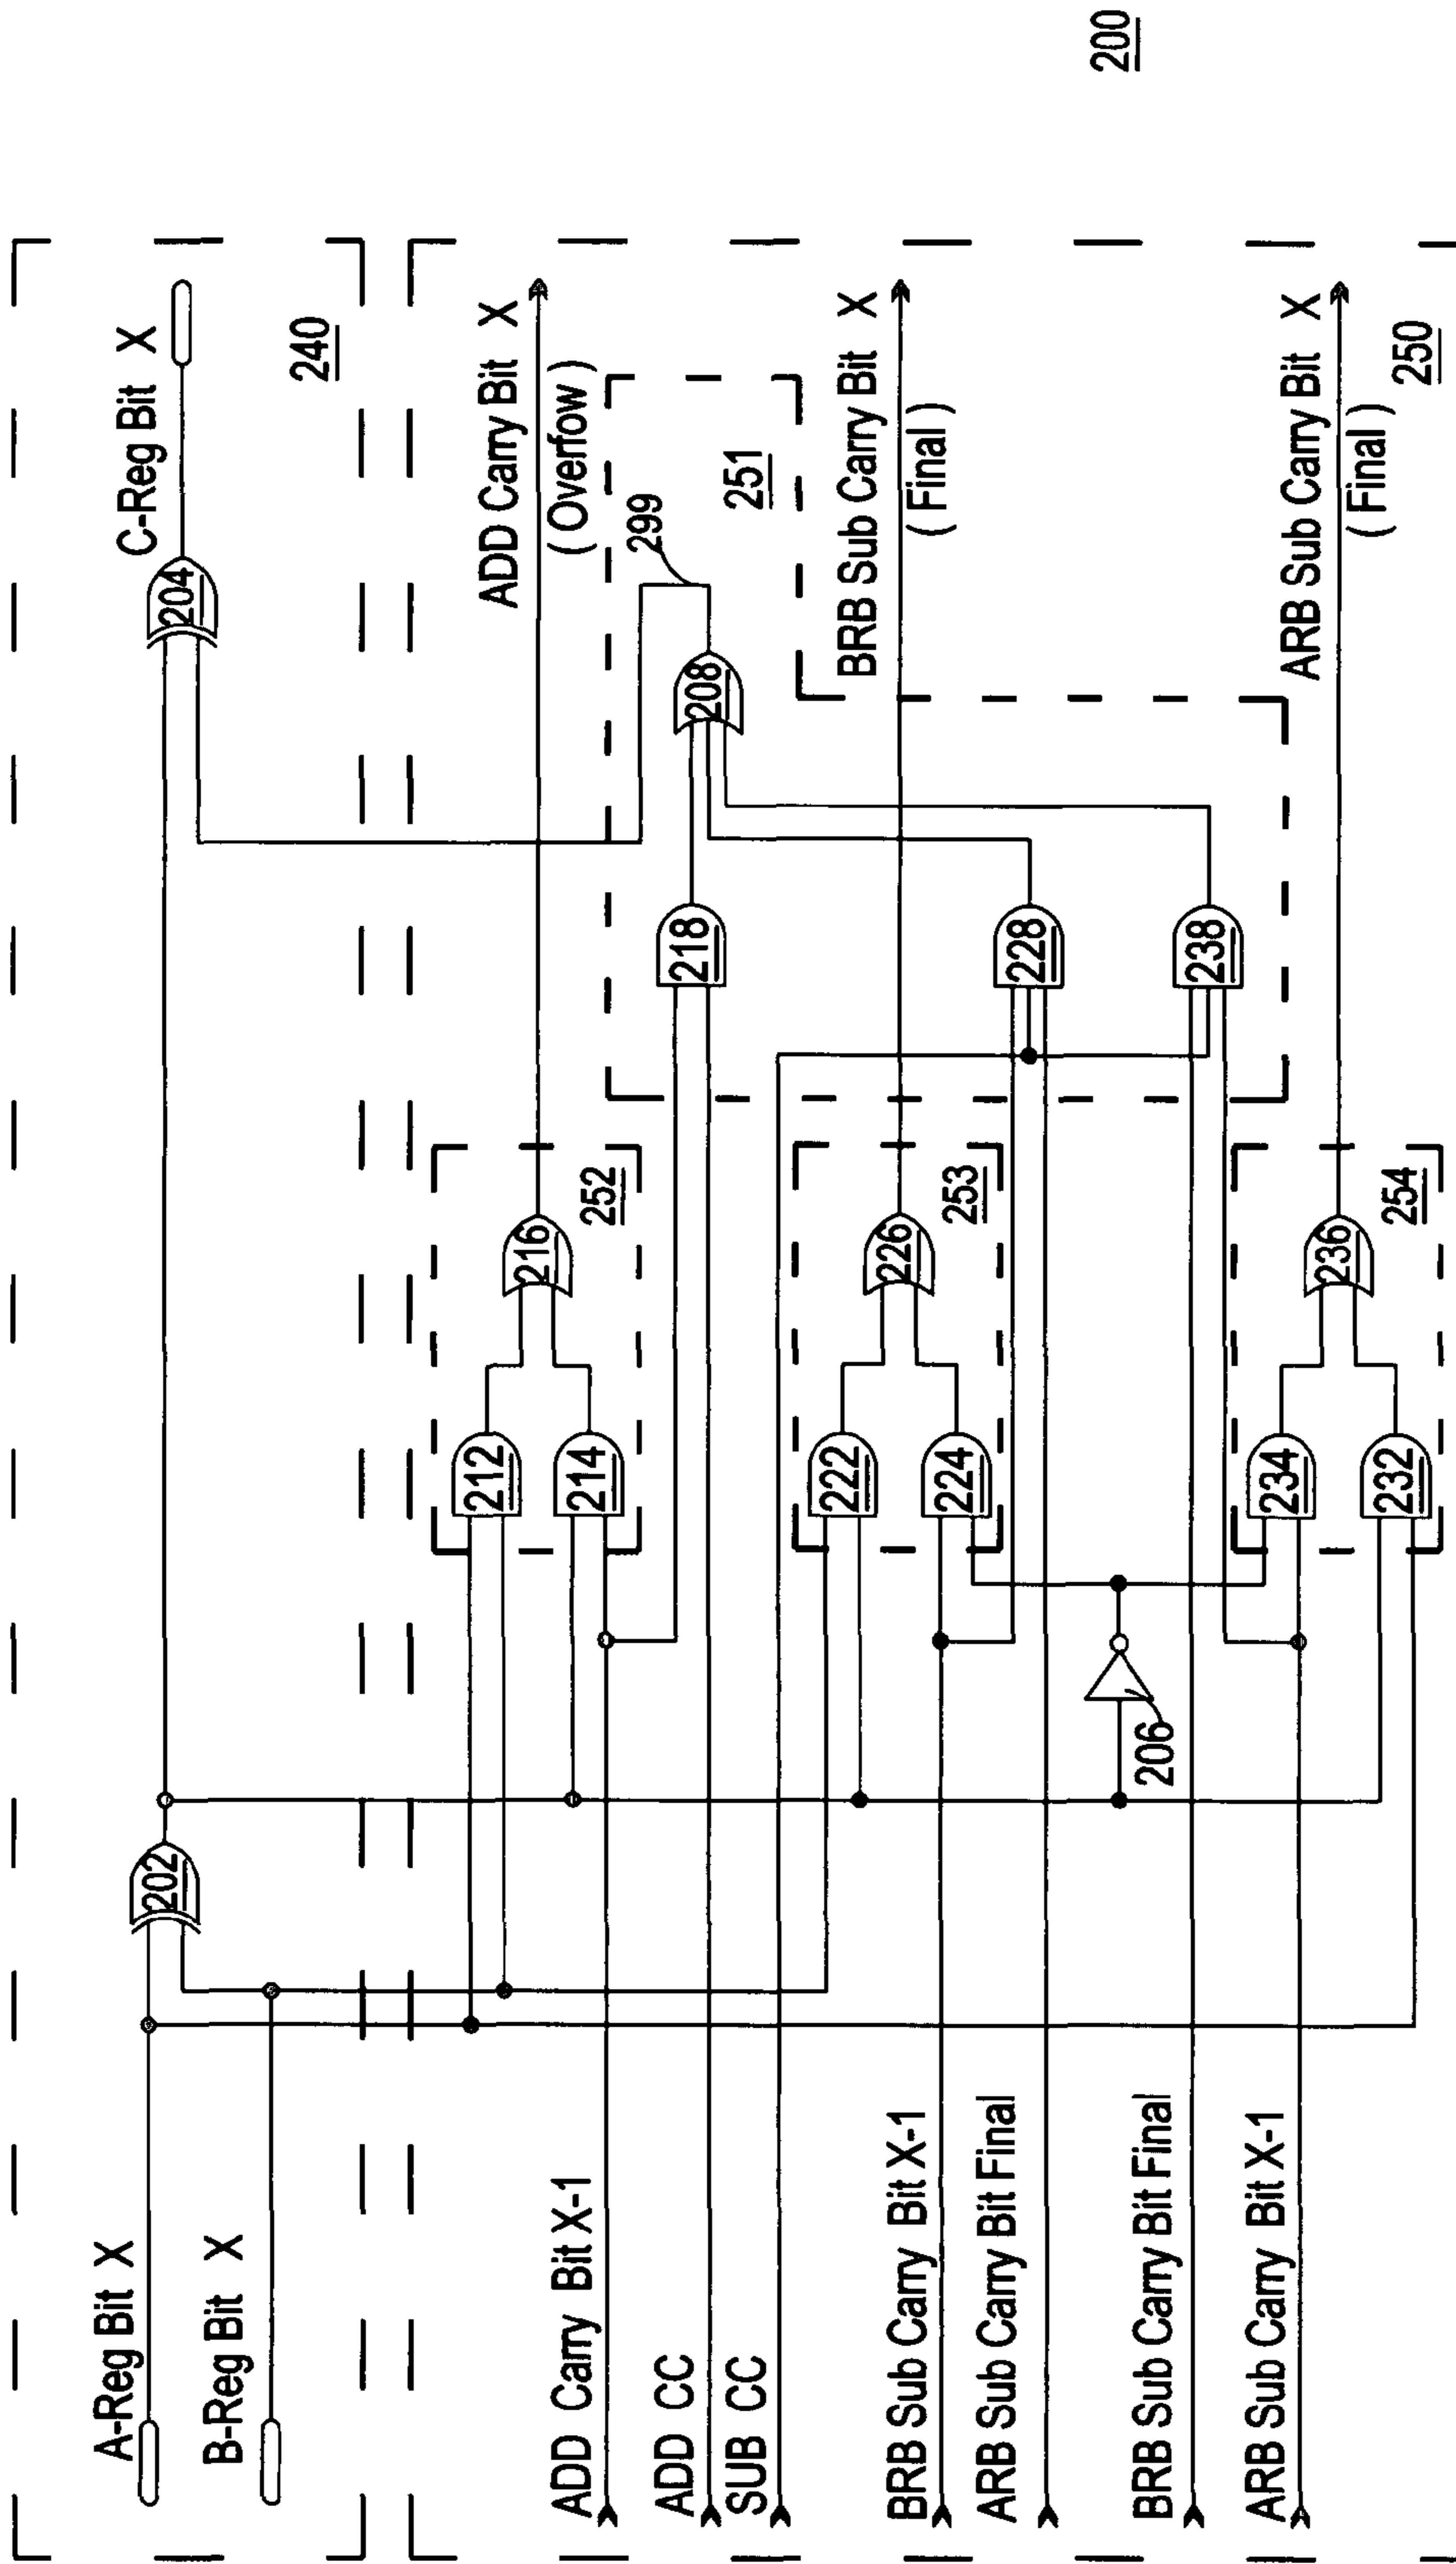 A-Reg Bit X
B-Reg Bit X
202
204
C-Reg Bit X
240
ADD Carry Bit X-1
ADD CC
SUB CC
212
214
216
252
ADD Carry Bit X
( Overfow )
218
208
299
251
BRB Sub Carry Bit X-1
ARB Sub Carry Bit Final
222
224
226
253
228
BRB Sub Carry Bit X
( Final )
206
BRB Sub Carry Bit Final
ARB Sub Carry Bit X-1
234
232
236
254
238
ARB Sub Carry Bit X
( Final )
250
200